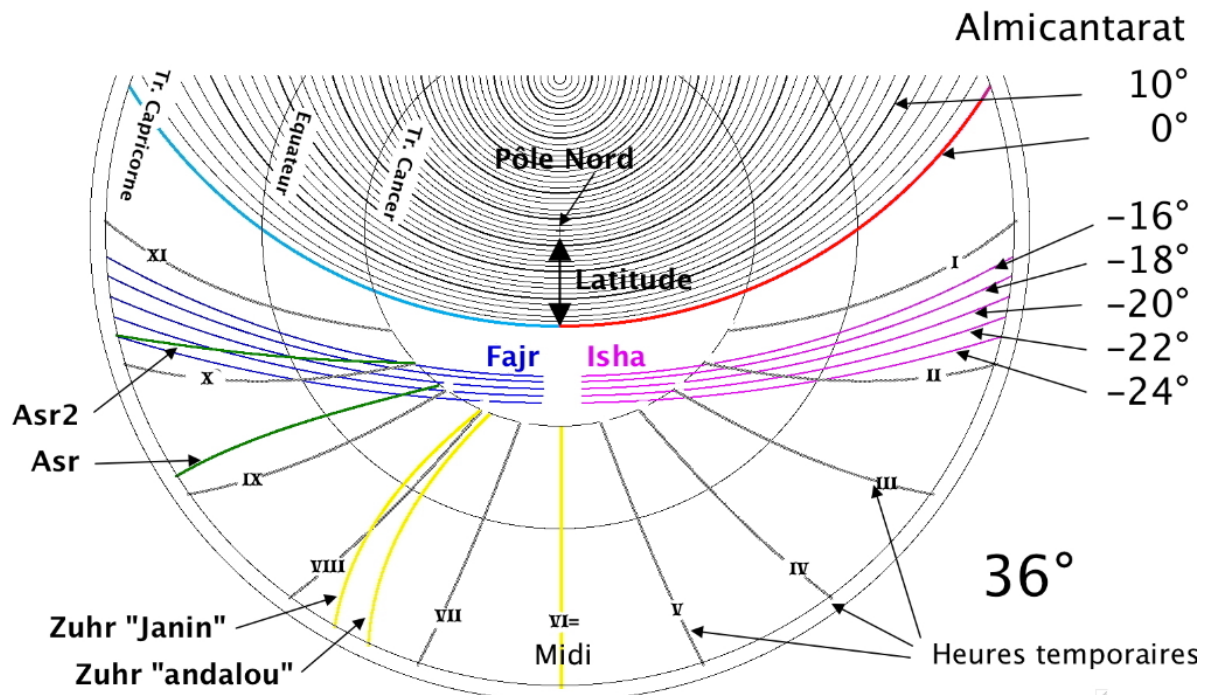 Almicantarat
10°
0°
-16°
-18°
-20°
-22°
-24°
Tr. Capricorne
Equateur
Tr. Cancer
Pôle Nord
Latitude
Fajr
Isha
XI
X
IX
VIII
VII
VI=
Midi
V
IV
III
II
I
Asr2
Asr
Zuhr "Janin"
Zuhr "andalou"
36°
Heures temporaires